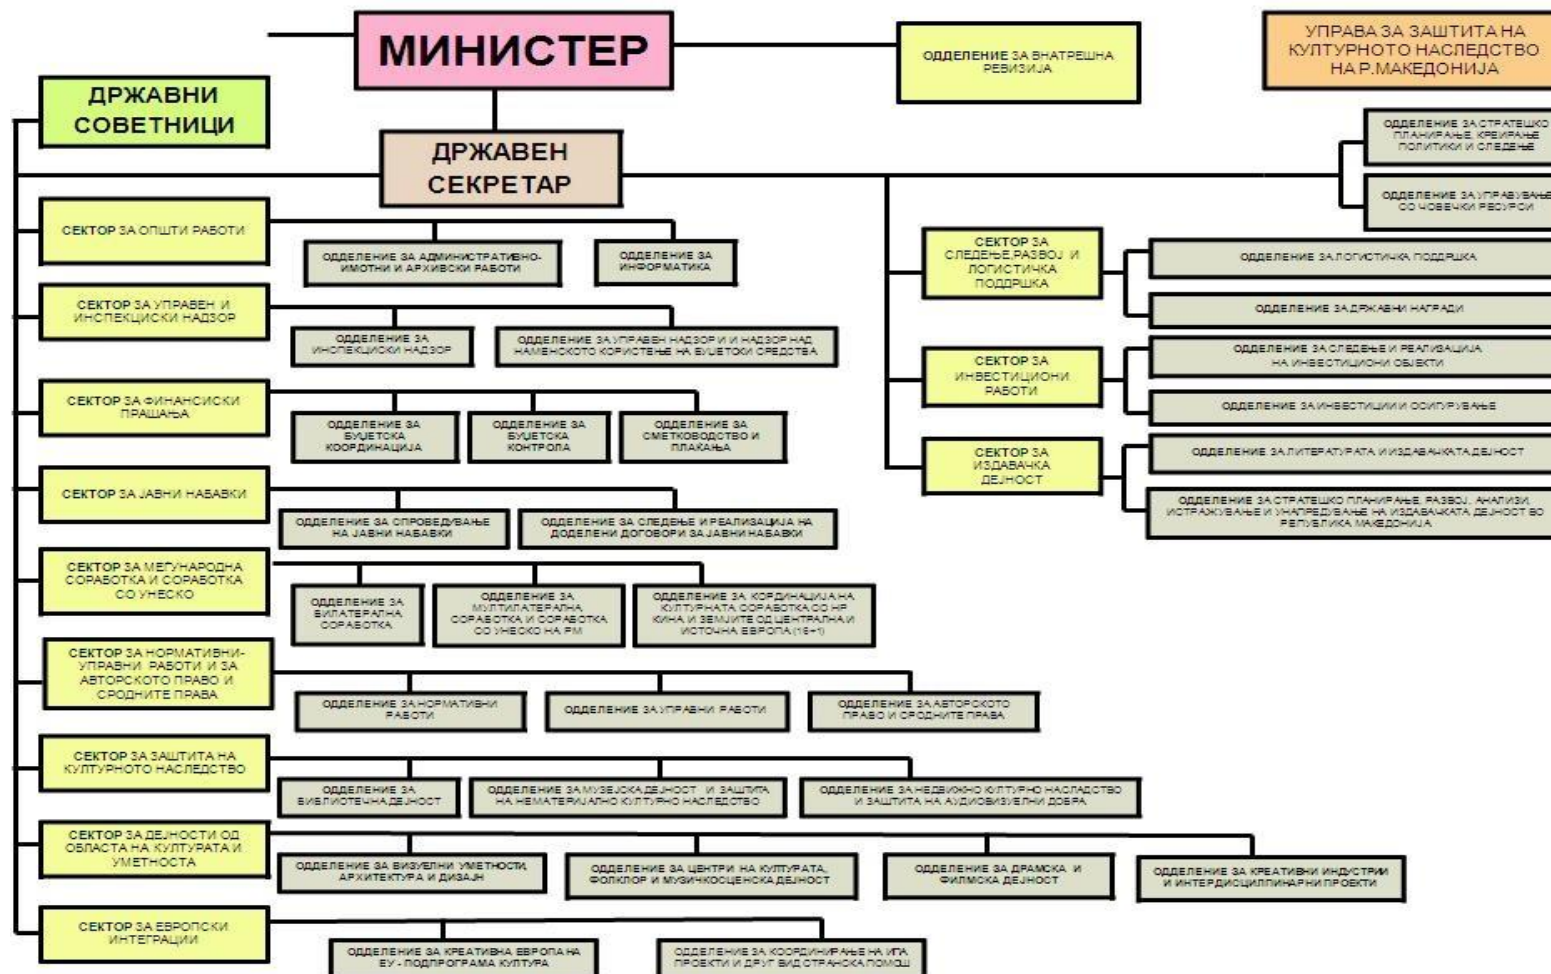 МИНИСТЕР
ОДДЕЛЕНИЕ ЗА ВНАТРЕШНА
РЕВИЗИЈА
УПРАВА ЗА ЗАШТИТА НА
КУЛТУРНОТО НАСЛЕДСТВО
НА Р.МАКЕДОНИЈА
ДРЖАВНИ
СОВЕТНИЦИ
ДРЖАВЕН
СЕКРЕТАР
ОДДЕЛЕНИЕ ЗА СТРАТЕШКО
ПЛАНИРАЊЕ, КРЕИРАЊЕ
ПОЛИТИКИ И СЛЕДЕЊЕ
ОДДЕЛЕНИЕ ЗА УПРАВУВАЊЕ
СО ЧОВЕЧКИ РЕСУРСИ
СЕКТОР ЗА ОПШТИ РАБОТИ
ОДДЕЛЕНИЕ ЗА АДМИНИСТРАТИВНО-
ИМОТНИ И АРХИВСКИ РАБОТИ
ОДДЕЛЕНИЕ ЗА
ИНФОРМАТИКА
СЕКТОР ЗА
СЛЕДЕЊЕ,РАЗВОЈ И
ЛОГИСТИЧКА
ПОДДРШКА
ОДДЕЛЕНИЕ ЗА ЛОГИСТИЧКА ПОДДРШКА
ОДДЕЛЕНИЕ ЗА ДРЖАВНИ НАГРАДИ
СЕКТОР ЗА УПРАВЕН И
ИНСПЕКЦИСКИ НАДЗОР
ОДДЕЛЕНИЕ ЗА
ИНСПЕКЦИСКИ НАДЗОР
ОДДЕЛЕНИЕ ЗА УПРАВЕН НАДЗОР И И НАДЗОР НАД
НАМЕНСКОТО КОРИСТЕЊЕ НА БУЏЕТСКИ СРЕДСТВА
СЕКТОР ЗА
ИНВЕСТИЦИОНИ
РАБОТИ
ОДДЕЛЕНИЕ ЗА СЛЕДЕЊЕ И РЕАЛИЗАЦИЈА
НА ИНВЕСТИЦИОНИ ОБЈЕКТИ
ОДДЕЛЕНИЕ ЗА ИНВЕСТИЦИИ И ОСИГУРУВАЊЕ
СЕКТОР ЗА ФИНАНСИСКИ
ПРАШАЊА
ОДДЕЛЕНИЕ ЗА
БУЏЕТСКА
КООРДИНАЦИЈА
ОДДЕЛЕНИЕ ЗА
БУЏЕТСКА
КОНТРОЛА
ОДДЕЛЕНИЕ ЗА
СМЕТКОВОДСТВО И
ПЛАЌАЊА
СЕКТОР ЗА
ИЗДАВАЧКА
ДЕЈНОСТ
ОДДЕЛЕНИЕ ЗА ЛИТЕРАТУРАТА И ИЗДАВАЧКАТА ДЕЈНОСТ
ОДДЕЛЕНИЕ ЗА СТРАТЕШКО ПЛАНИРАЊЕ, РАЗВОЈ, АНАЛИЗИ,
ИСТРАЖУВАЊЕ И УНАПРЕДУВАЊЕ НА ИЗДАВАЧКАТА ДЕЈНОСТ ВО
РЕПУБЛИКА МАКЕДОНИЈА
СЕКТОР ЗА ЈАВНИ НАБАВКИ
ОДДЕЛЕНИЕ ЗА СПРОВЕДУВАЊЕ
НА ЈАВНИ НАБАВКИ
ОДДЕЛЕНИЕ ЗА СЛЕДЕЊЕ И РЕАЛИЗАЦИЈА НА
ДОДЕЛЕНИ ДОГОВОРИ ЗА ЈАВНИ НАБАВКИ
СЕКТОР ЗА МЕЃУНАРОДНА
СОРАБОТКА И СОРАБОТКА
СО УНЕСКО
ОДДЕЛЕНИЕ ЗА
БИЛАТЕРАЛНА
СОРАБОТКА
ОДДЕЛЕНИЕ ЗА
МУЛТИЛАТЕРАЛНА
СОРАБОТКА И СОРАБОТКА
СО УНЕСКО НА РМ
ОДДЕЛЕНИЕ ЗА КОРДИНАЦИЈА НА
КУЛТУРНАТА СОРАБОТКА СО НР
КИНА И ЗЕМЈИТЕ ОД ЦЕНТРАЛНА И
ИСТОЧНА ЕВРОПА (16+1)
СЕКТОР ЗА НОРМАТИВНИ-
УПРАВНИ РАБОТИ И ЗА
АВТОРСКОТО ПРАВО И
СРОДНИТЕ ПРАВА
ОДДЕЛЕНИЕ ЗА НОРМАТИВНИ
РАБОТИ
ОДДЕЛЕНИЕ ЗА УПРАВНИ РАБОТИ
ОДДЕЛЕНИЕ ЗА АВТОРСКОТО
ПРАВО И СРОДНИТЕ ПРАВА
СЕКТОР ЗА ЗАШТИТА НА
КУЛТУРНОТО НАСЛЕДСТВО
ОДДЕЛЕНИЕ ЗА
БИБЛИОТЕЧНА ДЕЈНОСТ
ОДДЕЛЕНИЕ ЗА МУЗЕЈСКА ДЕЈНОСТ И ЗАШТИТА
НА НЕМАТЕРИЈАЛНО КУЛТУРНО НАСЛЕДСТВО
ОДДЕЛЕНИЕ ЗА НЕДВИЖНО КУЛТУРНО НАСЛАДСТВО
И ЗАШТИТА НА АУДИОВИЗУЕЛНИ ДОБРА
СЕКТОР ЗА ДЕЈНОСТИ ОД
ОБЛАСТА НА КУЛТУРАТА И
УМЕТНОСТА
ОДДЕЛЕНИЕ ЗА ВИЗУЕЛНИ УМЕТНОСТИ,
АРХИТЕКТУРА И ДИЗАЈН
ОДДЕЛЕНИЕ ЗА ЦЕНТРИ НА КУЛТУРАТА,
ФОЛКЛОР И МУЗИЧКОСЦЕНСКА ДЕЈНОСТ
ОДДЕЛЕНИЕ ЗА ДРАМСКА И
ФИЛМСКА ДЕЈНОСТ
ОДДЕЛЕНИЕ ЗА КРЕАТИВНИ ИНДУСТРИИ
И ИНТЕРДИСЦИПЛИНАРНИ ПРОЕКТИ
СЕКТОР ЗА ЕВРОПСКИ
ИНТЕГРАЦИИ
ОДДЕЛЕНИЕ ЗА КРЕАТИВНА ЕВРОПА НА
ЕУ - ПОДПРОГРАМА КУЛТУРА
ОДДЕЛЕНИЕ ЗА КООРДИНИРАЊЕ НА ИПА
ПРОЕКТИ И ДРУГ ВИД СТРАНСКА ПОМОШ